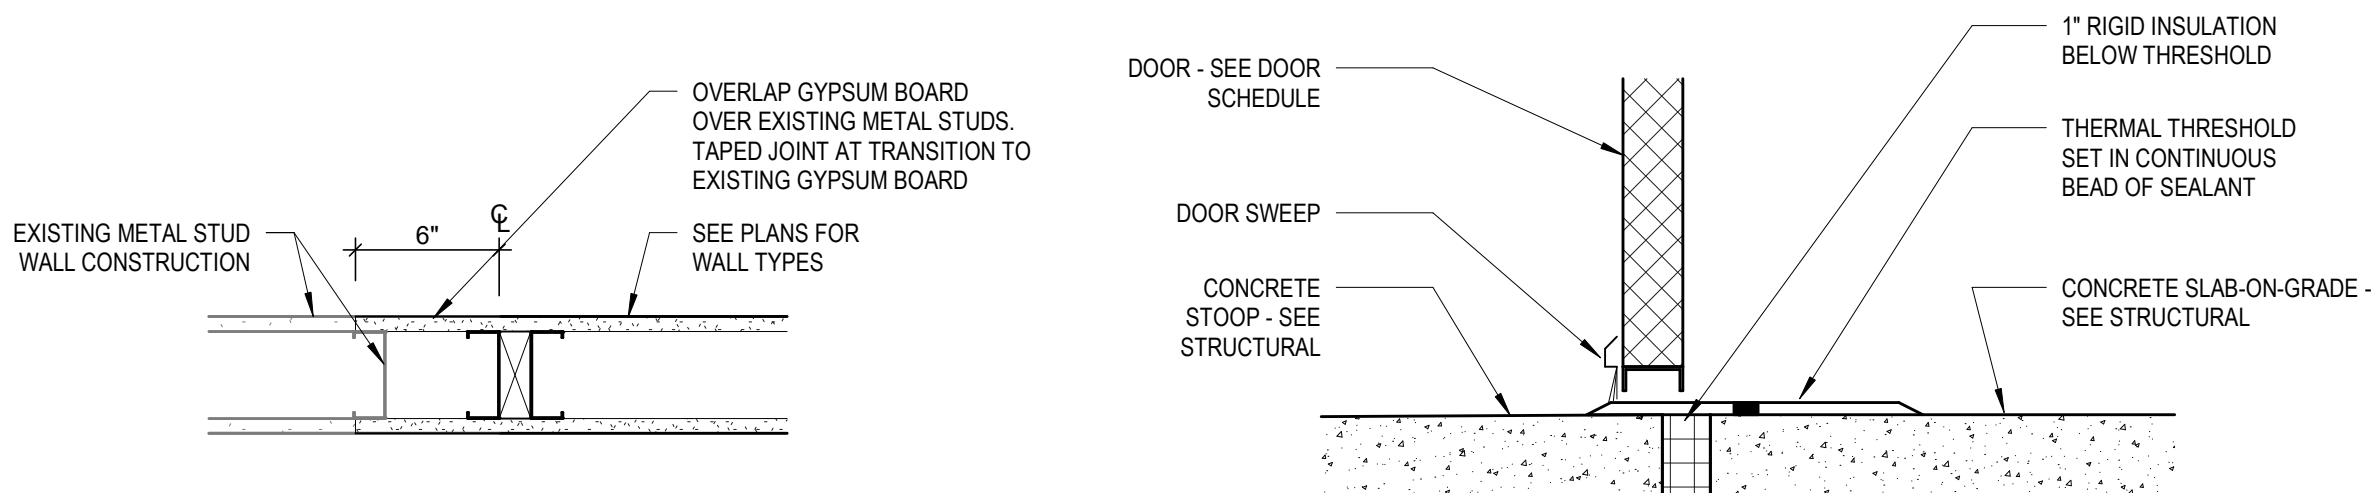 OVERLAP GYPSUM BOARD
OVER EXISTING METAL STUDS.
TAPED JOINT AT TRANSITION TO
EXISTING GYPSUM BOARD
EXISTING METAL STUD
WALL CONSTRUCTION
6"
CL
SEE PLANS FOR
WALL TYPES
DOOR - SEE DOOR
SCHEDULE
DOOR SWEEP
CONCRETE
STOOP - SEE
STRUCTURAL
1" RIGID INSULATION
BELOW THRESHOLD
THERMAL THRESHOLD
SET IN CONTINUOUS
BEAD OF SEALANT
CONCRETE SLAB-ON-GRADE -
SEE STRUCTURAL